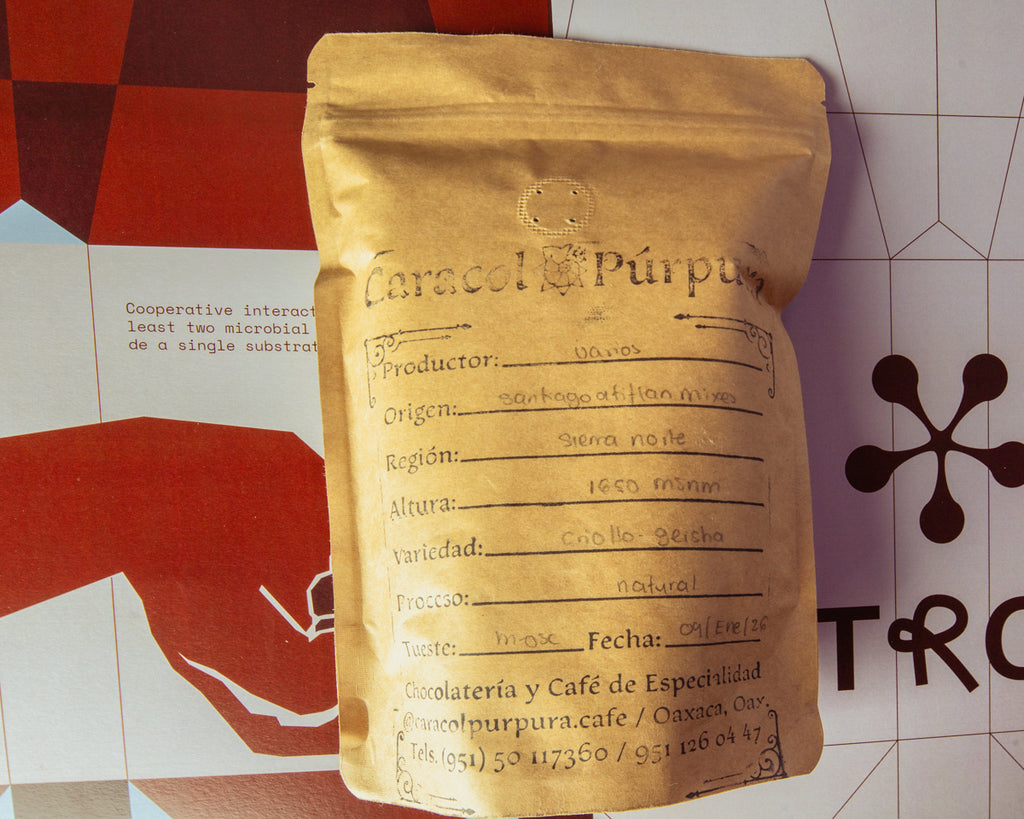 Cooperative interact
least two microbial
de a single substrat
Caracol Púrpura
Productor: varios
Origen: santiago atitlan mixes
Región: sierra norte
Altura: 1650 msnm
Variedad: criollo-geisha
Proceso: natural
Tueste: m-osc Fecha: 09/Ene/26
Chocolatería y Café de Especialidad
@caracolpurpura.cafe / Oaxaca, Oax.
Tels. (951) 50 117360 / 951 126 04 47
TRO